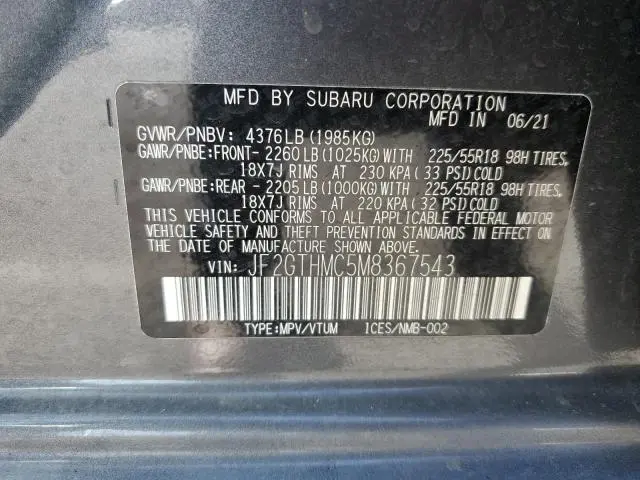 MFD BY SUBARU CORPORATION
MFD IN 06/21
GVWR/PNBV: 4376LB(1985KG)
GAWR/PNBE:FRONT- 2260LB(1025KG)WITH 225/55R18 98H TIRES,
18X7J RIMS AT 230 KPA( 33 PSI)COLD
GAWR/PNBE:REAR - 2205LB(1000KG)WITH 225/55R18 98H TIRES,
18X7J RIMS AT 220 KPA( 32 PSI)COLD
THIS VEHICLE CONFORMS TO ALL APPLICABLE FEDERAL MOTOR
VEHICLE SAFETY AND THEFT PREVENTION STANDARDS IN EFFECT ON
THE DATE OF MANUFACTURE SHOWN ABOVE.
VIN: JF2GTHMC5M8367543
TYPE:MPV/VTUM ICES/NMB-002